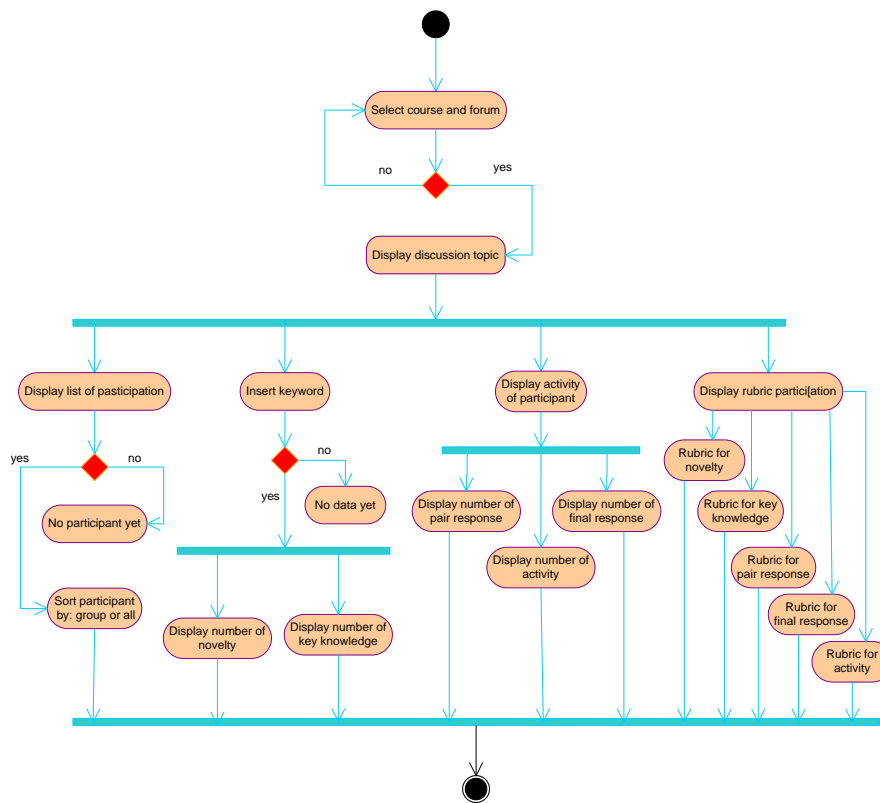 Select course and forum
no
yes
Display discussion topic
Display list of pasticipation
Insert keyword
Display activity
of participant
Display rubric partici[ation
yes
no
no
yes
Rubric for
novelty
No participant yet
No data yet
Display number of
pair response
Display number of
final response
Rubric for key
knowledge
Display number of
activity
Rubric for
pair response
Sort participant
by: group or all
Display number of
novelty
Display number of
key knowledge
Rubric for
final response
Rubric for
activity